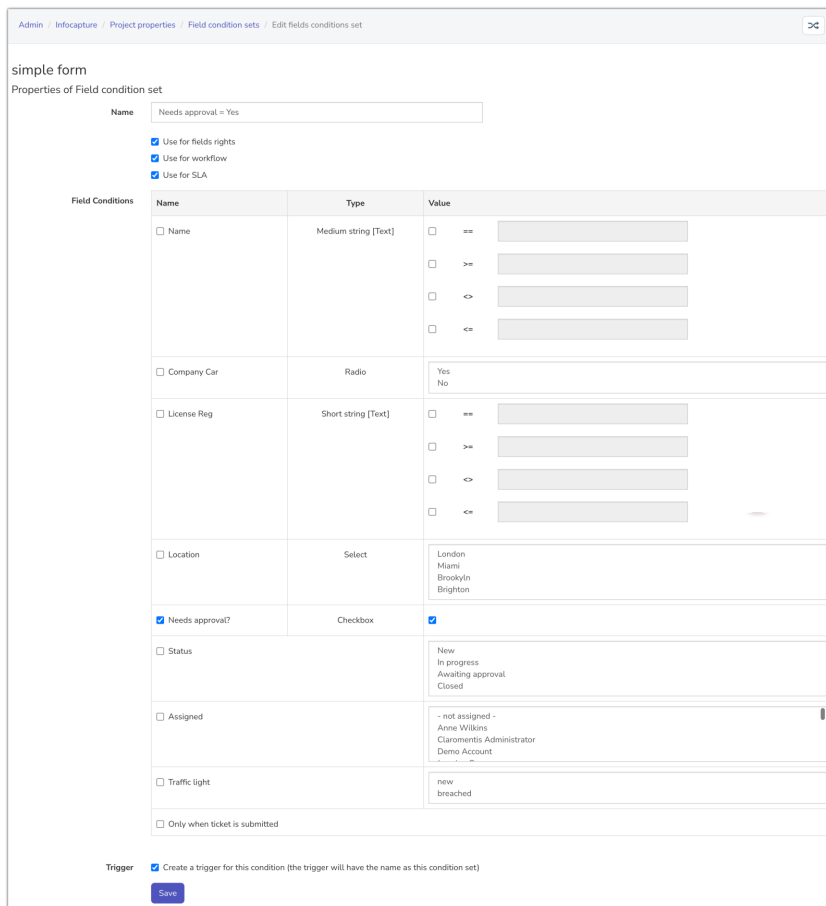 Admin / Infocapture / Project properties / Field condition sets / Edit fields conditions set
simple form
Properties of Field condition set
Name Needs approval = Yes
Use for fields rights
Use for workflow
Use for SLA
Field Conditions
Name Type Value
Name Medium string [Text] ==
>=
<>
<=
Company Car Radio Yes
No
License Reg Short string [Text] ==
>=
<>
<=
Location Select London
Miami
Brookyln
Brighton
Needs approval? Checkbox
Status New
In progress
Awaiting approval
Closed
Assigned - not assigned -
Anne Wilkins
Claromentis Administrator
Demo Account
Traffic light new
breached
Only when ticket is submitted
Trigger Create a trigger for this condition (the trigger will have the name as this condition set)
Save